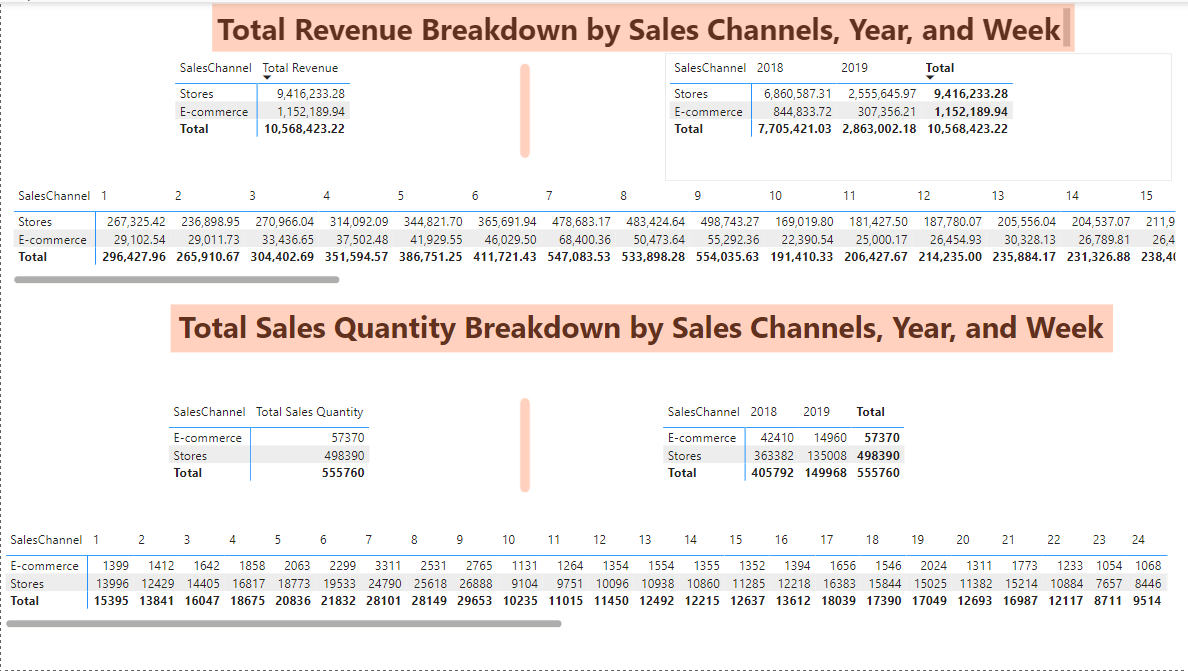 Total Revenue Breakdown by Sales Channels, Year, and Week
SalesChannel Total Revenue
Stores 9,416,233.28
E-commerce 1,152,189.94
Total 10,568,423.22
SalesChannel 2018 2019 Total
Stores 6,860,587.31 2,555,645.97 9,416,233.28
E-commerce 844,833.72 307,356.21 1,152,189.94
Total 7,705,421.03 2,863,002.18 10,568,423.22
SalesChannel 1 2 3 4 5 6 7 8 9 10 11 12 13 14 15
Stores 267,325.42 236,898.95 270,966.04 314,092.09 344,821.70 365,691.94 478,683.17 483,424.64 498,743.27 169,019.80 181,427.50 187,780.07 205,556.04 204,537.07 211,9
E-commerce 29,102.54 29,011.73 33,436.65 37,502.48 41,929.55 46,029.50 68,400.36 50,473.64 55,292.36 22,390.54 25,000.17 26,454.93 30,328.13 26,789.81 26,4
Total 296,427.96 265,910.67 304,402.69 351,594.57 386,751.25 411,721.43 547,083.53 533,898.28 554,035.63 191,410.33 206,427.67 214,235.00 235,884.17 231,326.88 238,40
Total Sales Quantity Breakdown by Sales Channels, Year, and Week
SalesChannel Total Sales Quantity
E-commerce 57370
Stores 498390
Total 555760
SalesChannel 2018 2019 Total
E-commerce 42410 14960 57370
Stores 363382 135008 498390
Total 405792 149968 555760
SalesChannel 1 2 3 4 5 6 7 8 9 10 11 12 13 14 15 16 17 18 19 20 21 22 23 24
E-commerce 1399 1412 1642 1858 2063 2299 3311 2531 2765 1131 1264 1354 1554 1355 1352 1394 1656 1546 2024 1311 1773 1233 1054 1068
Stores 13996 12429 14405 16817 18773 19533 24790 25618 26888 9104 9751 10096 10938 10860 11285 12218 16383 15844 15025 11382 15214 10884 7657 8446
Total 15395 13841 16047 18675 20836 21832 28101 28149 29653 10235 11015 11450 12492 12215 12637 13612 18039 17390 17049 12693 16987 12117 8711 9514